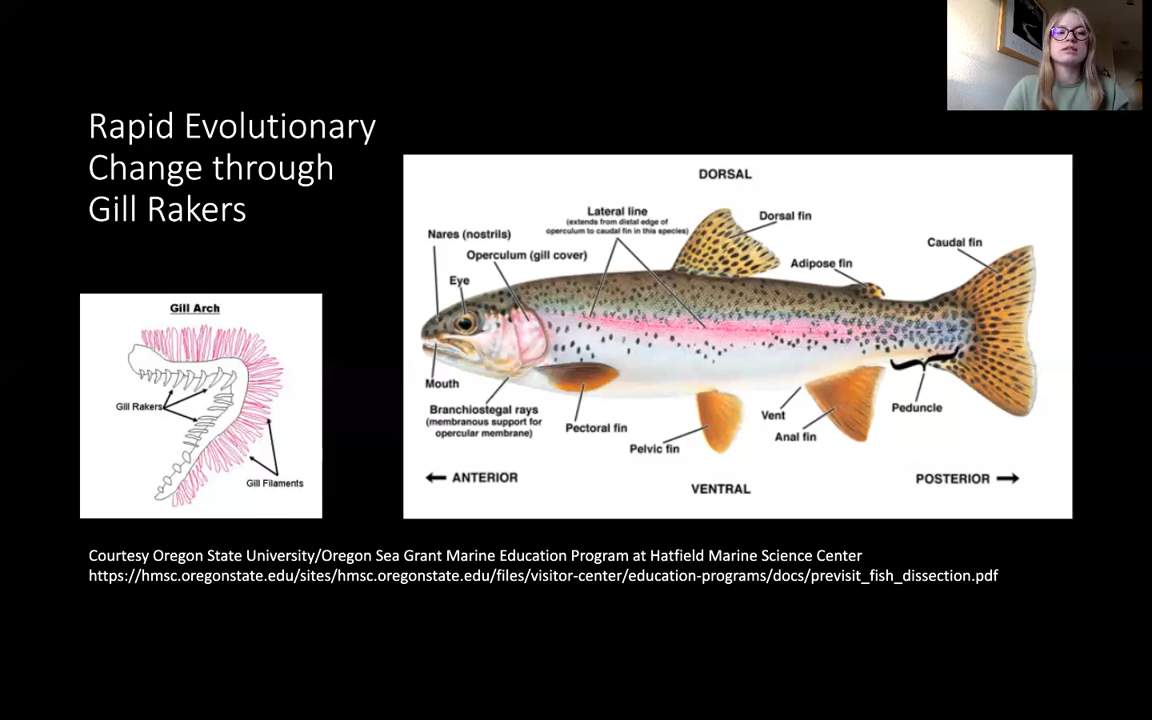 Rapid Evolutionary
Change through
Gill Rakers
Gill Arch
Gill Rakers
Gill Filaments
DORSAL
Lateral line
(extends from distal edge of
operculum to caudal fin in this species)
Dorsal fin
Nares (nostrils)
Caudal fin
Operculum (gill cover)
Adipose fin
Eye
Mouth
Branchiostegal rays
(membranous support for
opercular membrane)
Pectoral fin
Pelvic fin
Vent
Anal fin
Peduncle
ANTERIOR
VENTRAL
POSTERIOR
Courtesy Oregon State University/Oregon Sea Grant Marine Education Program at Hatfield Marine Science Center
https://hmsc.oregonstate.edu/sites/hmsc.oregonstate.edu/files/visitor-center/education-programs/docs/previsit_fish_dissection.pdf